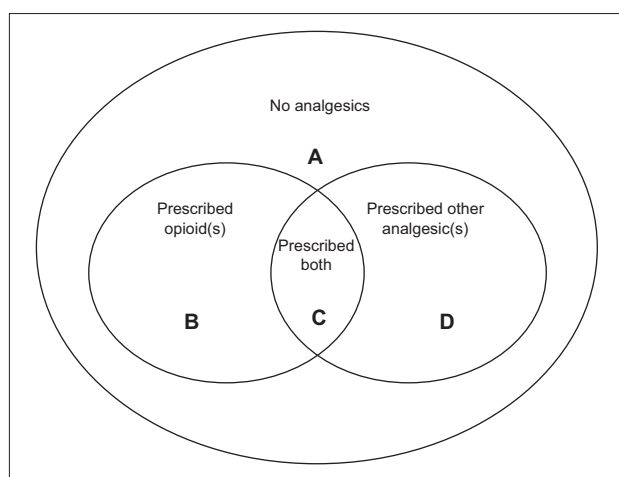 No analgesics
A
Prescribed
opioid(s)
Prescribed other
analgesic(s)
Prescribed
both
B
C
D